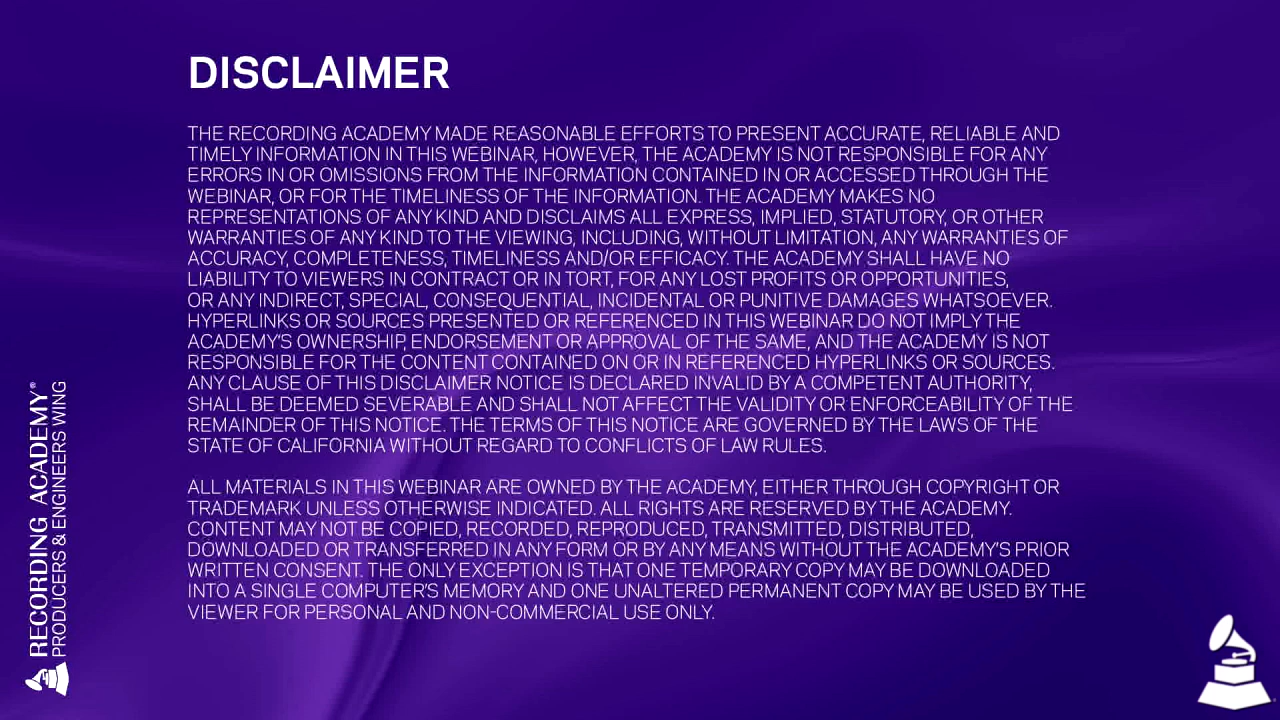 DISCLAIMER
THE RECORDING ACADEMY MADE REASONABLE EFFORTS TO PRESENT ACCURATE, RELIABLE AND
TIMELY INFORMATION IN THIS WEBINAR, HOWEVER, THE ACADEMY IS NOT RESPONSIBLE FOR ANY
ERRORS IN OR OMISSIONS FROM THE INFORMATION CONTAINED IN OR ACCESSED THROUGH THE
WEBINAR, OR FOR THE TIMELINESS OF THE INFORMATION. THE ACADEMY MAKES NO
REPRESENTATIONS OF ANY KIND AND DISCLAIMS ALL EXPRESS, IMPLIED, STATUTORY, OR OTHER
WARRANTIES OF ANY KIND TO THE VIEWING, INCLUDING, WITHOUT LIMITATION, ANY WARRANTIES OF
ACCURACY, COMPLETENESS, TIMELINESS AND/OR EFFICACY. THE ACADEMY SHALL HAVE NO
LIABILITY TO VIEWERS IN CONTRACT OR IN TORT, FOR ANY LOST PROFITS OR OPPORTUNITIES,
OR ANY INDIRECT, SPECIAL, CONSEQUENTIAL, INCIDENTAL OR PUNITIVE DAMAGES WHATSOEVER.
HYPERLINKS OR SOURCES PRESENTED OR REFERENCED IN THIS WEBINAR DO NOT IMPLY THE
ACADEMY'S OWNERSHIP, ENDORSEMENT OR APPROVAL OF THE SAME, AND THE ACADEMY IS NOT
RESPONSIBLE FOR THE CONTENT CONTAINED ON OR IN REFERENCED HYPERLINKS OR SOURCES.
ANY CLAUSE OF THIS DISCLAIMER NOTICE IS DECLARED INVALID BY A COMPETENT AUTHORITY,
SHALL BE DEEMED SEVERABLE AND SHALL NOT AFFECT THE VALIDITY OR ENFORCEABILITY OF THE
REMAINDER OF THIS NOTICE. THE TERMS OF THIS NOTICE ARE GOVERNED BY THE LAWS OF THE
STATE OF CALIFORNIA WITHOUT REGARD TO CONFLICTS OF LAW RULES.
ALL MATERIALS IN THIS WEBINAR ARE OWNED BY THE ACADEMY, EITHER THROUGH COPYRIGHT OR
TRADEMARK UNLESS OTHERWISE INDICATED. ALL RIGHTS ARE RESERVED BY THE ACADEMY.
CONTENT MAY NOT BE COPIED, RECORDED, REPRODUCED, TRANSMITTED, DISTRIBUTED,
DOWNLOADED OR TRANSFERRED IN ANY FORM OR BY ANY MEANS WITHOUT THE ACADEMY'S PRIOR
WRITTEN CONSENT. THE ONLY EXCEPTION IS THAT ONE TEMPORARY COPY MAY BE DOWNLOADED
INTO A SINGLE COMPUTER'S MEMORY AND ONE UNALTERED PERMANENT COPY MAY BE USED BY THE
VIEWER FOR PERSONAL AND NON-COMMERCIAL USE ONLY.
RECORDING ACADEMY®
PRODUCERS & ENGINEERS WING